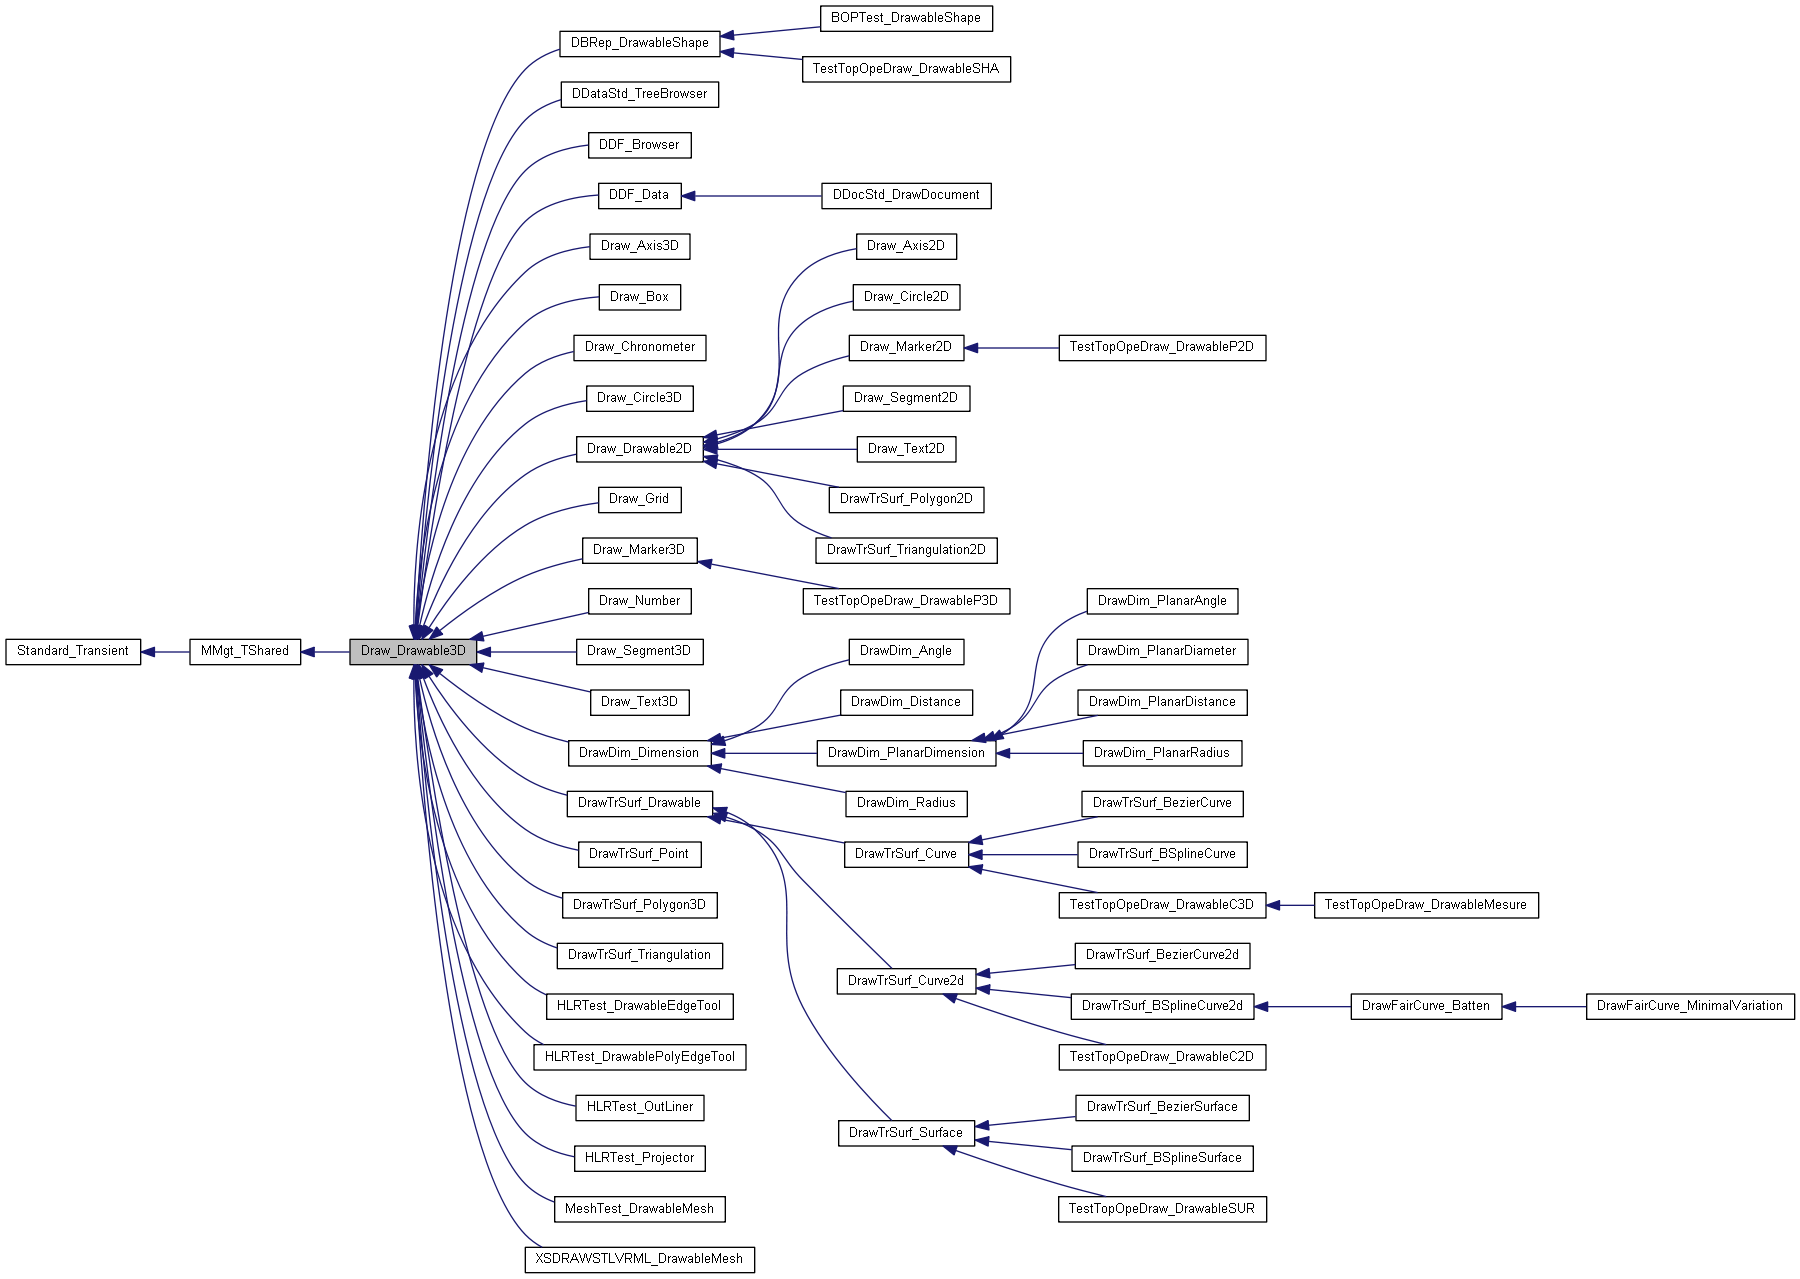 BOPTest_DrawableShape
DBRep_DrawableShape
TestTopOpeDraw_DrawableSHA
DDataStd_TreeBrowser
DDF_Browser
DDF_Data
DDocStd_DrawDocument
Draw_Axis3D
Draw_Axis2D
Draw_Box
Draw_Circle2D
Draw_Chronometer
Draw_Marker2D
TestTopOpeDraw_DrawableP2D
Draw_Circle3D
Draw_Segment2D
Draw_Drawable2D
Draw_Text2D
Draw_Grid
DrawTrSurf_Polygon2D
Draw_Marker3D
DrawTrSurf_Triangulation2D
Draw_Number
TestTopOpeDraw_DrawableP3D
DrawDim_PlanarAngle
Standard_Transient
MMgt_TShared
Draw_Drawable3D
Draw_Segment3D
DrawDim_Angle
DrawDim_PlanarDiameter
Draw_Text3D
DrawDim_Distance
DrawDim_PlanarDistance
DrawDim_Dimension
DrawDim_PlanarDimension
DrawDim_PlanarRadius
DrawTrSurf_Drawable
DrawDim_Radius
DrawTrSurf_BezierCurve
DrawTrSurf_Point
DrawTrSurf_Curve
DrawTrSurf_BSplineCurve
DrawTrSurf_Polygon3D
TestTopOpeDraw_DrawableC3D
TestTopOpeDraw_DrawableMesure
DrawTrSurf_Triangulation
DrawTrSurf_BezierCurve2d
DrawTrSurf_Curve2d
HLRTest_DrawableEdgeTool
DrawTrSurf_BSplineCurve2d
DrawFairCurve_Batten
DrawFairCurve_MinimalVariation
HLRTest_DrawablePolyEdgeTool
TestTopOpeDraw_DrawableC2D
HLRTest_OutLiner
DrawTrSurf_BezierSurface
DrawTrSurf_Surface
HLRTest_Projector
DrawTrSurf_BSplineSurface
MeshTest_DrawableMesh
TestTopOpeDraw_DrawableSUR
XSDRAWSTLVRML_DrawableMesh